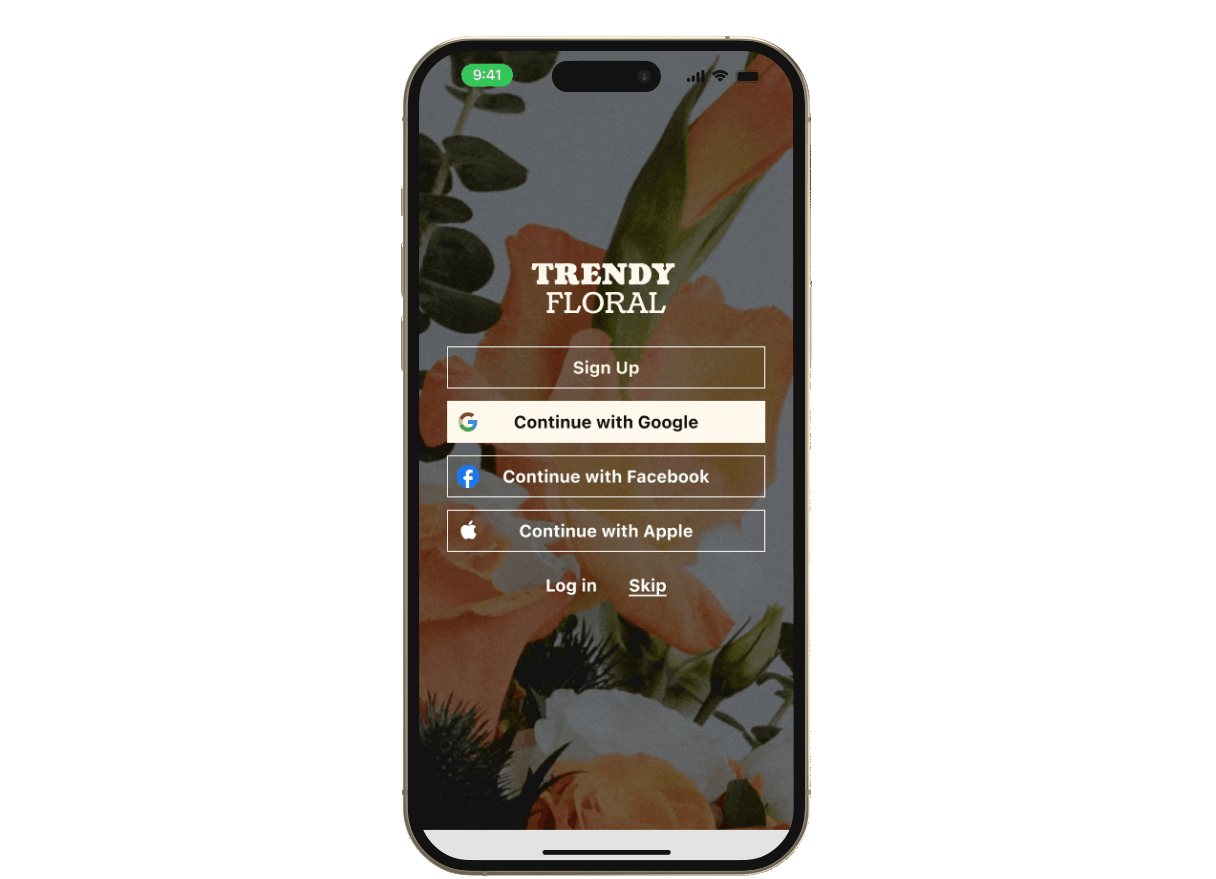 9:41
TRENDY
FLORAL
Sign Up
Continue with Google
Continue with Facebook
Continue with Apple
Log in Skip